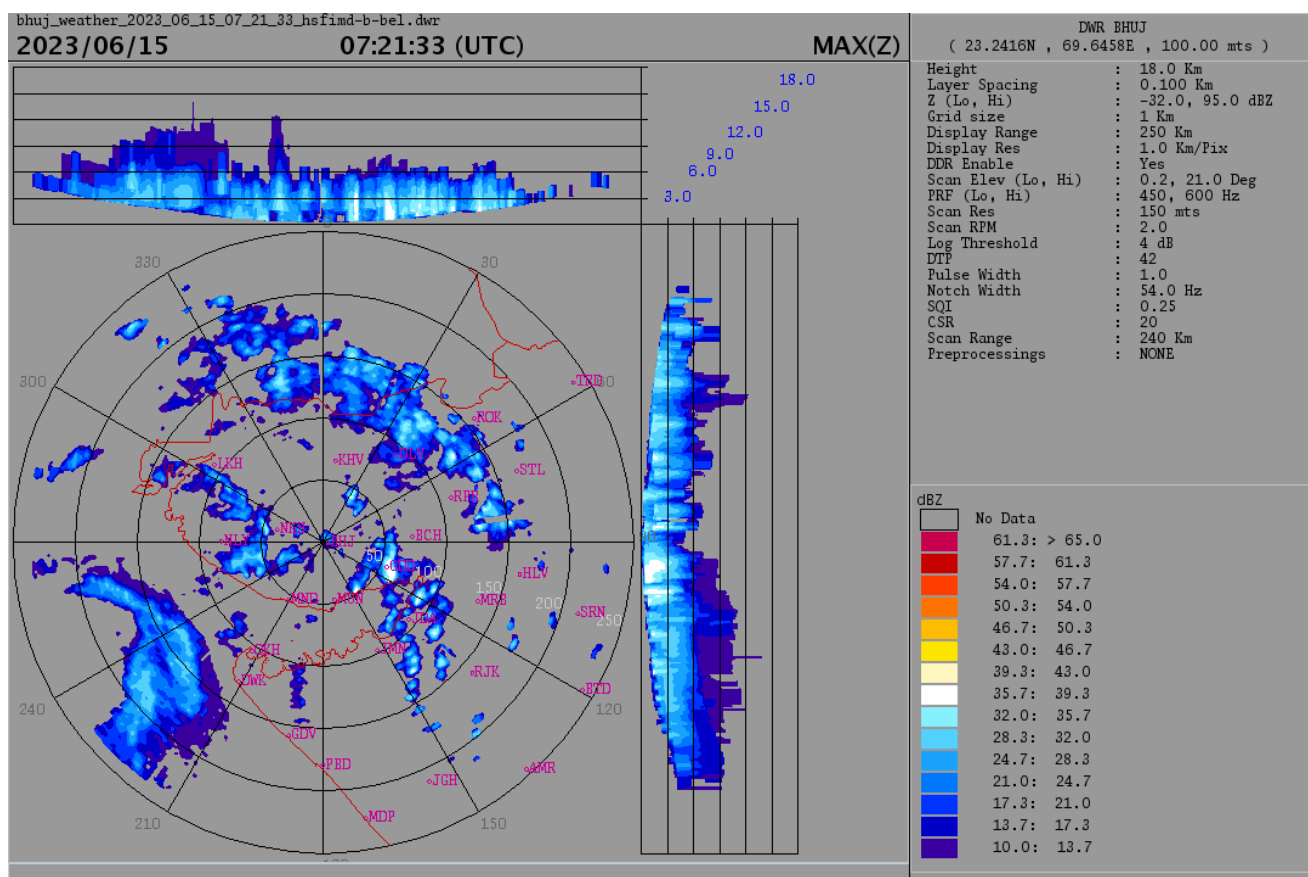 bhuj_weather_2023_06_15_07_21_33_hsfimd-b-bel.dwr
2023/06/15 07:21:33 (UTC) MAX(Z)
18.0
15.0
12.0
9.0
6.0
3.0
0
330
30
300
60
TRD
ROK
LKH
KHV
STL
RPR
NKT
BHJ
BCH
90
50
GDD
100
HLV
150
MND
MRB
200
SRN
250
JDA
OKH
JMN
RJK
DWK
BTD
240
120
GDV
PBD
AMR
JGH
MDP
210
150
DWR BHUJ
( 23.2416N , 69.6458E , 100.00 mts )
Height : 18.0 Km
Layer Spacing : 0.100 Km
Z (Lo, Hi) : -32.0, 95.0 dBZ
Grid size : 1 Km
Display Range : 250 Km
Display Res : 1.0 Km/Pix
DDR Enable : Yes
Scan Elev (Lo, Hi) : 0.2, 21.0 Deg
PRF (Lo, Hi) : 450, 600 Hz
Scan Res : 150 mts
Scan RPM : 2.0
Log Threshold : 4 dB
DTP : 42
Pulse Width : 1.0
Notch Width : 54.0 Hz
SQI : 0.25
CSR : 20
Scan Range : 240 Km
Preprocessings : NONE
dBZ
No Data
61.3: > 65.0
57.7: 61.3
54.0: 57.7
50.3: 54.0
46.7: 50.3
43.0: 46.7
39.3: 43.0
35.7: 39.3
32.0: 35.7
28.3: 32.0
24.7: 28.3
21.0: 24.7
17.3: 21.0
13.7: 17.3
10.0: 13.7